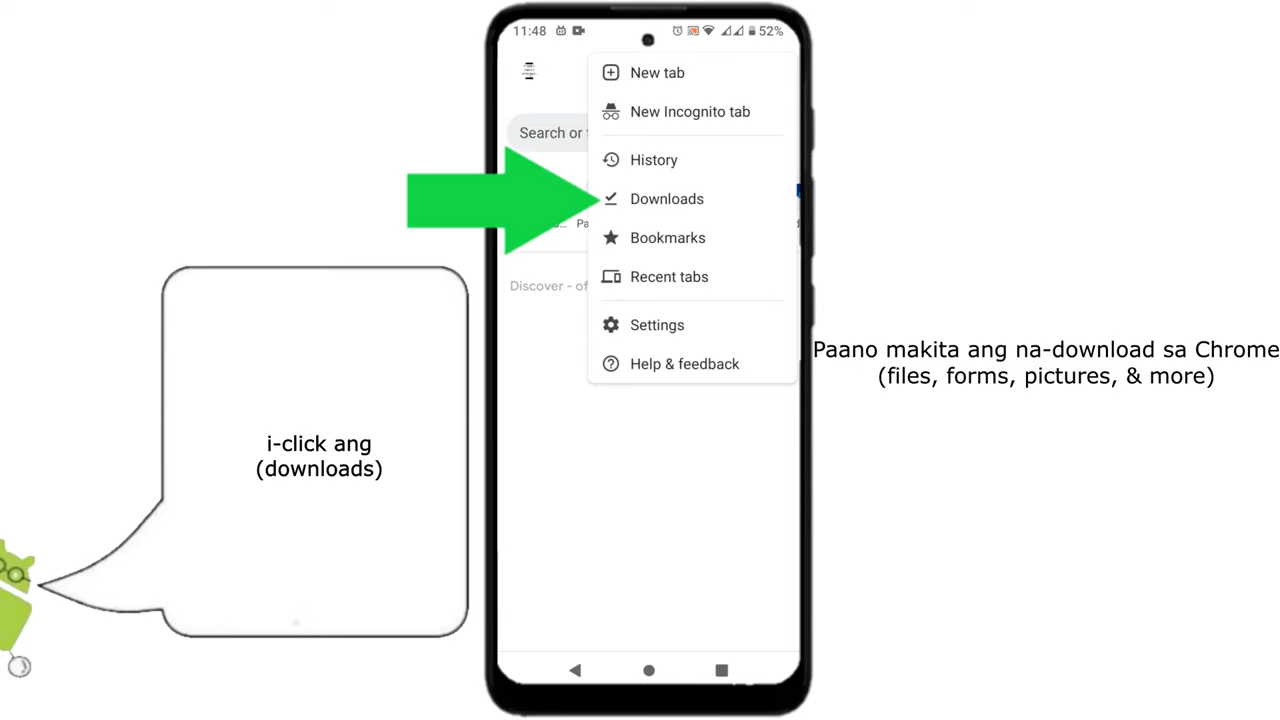 11:48
52%
New tab
New Incognito tab
Search or
History
Downloads
Bookmarks
Recent tabs
Discover - of
Settings
Help & feedback
Paano makita ang na-download sa Chrome
(files, forms, pictures, & more)
i-click ang
(downloads)